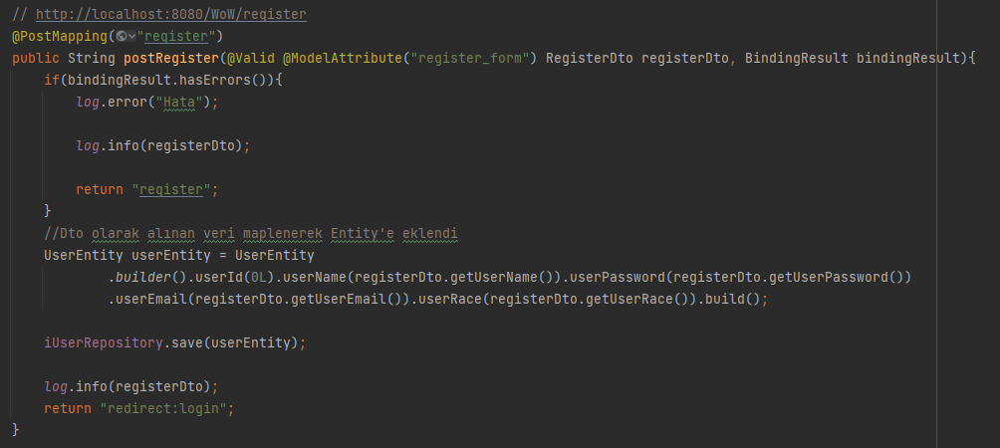 // http://localhost:8080/WoW/register
@PostMapping("register")
public String postRegister(@Valid @ModelAttribute("register_form") RegisterDto registerDto, BindingResult bindingResult){
if(bindingResult.hasErrors()){
log.error("Hata");
log.info(registerDto);
return "register";
}
//Dto olarak alınan veri maplenerek Entity'e eklendi
UserEntity userEntity = UserEntity
.builder().userId(0L).userName(registerDto.getUserName()).userPassword(registerDto.getUserPassword())
.userEmail(registerDto.getUserEmail()).userRace(registerDto.getUserRace()).build();
iUserRepository.save(userEntity);
log.info(registerDto);
return "redirect:login";
}